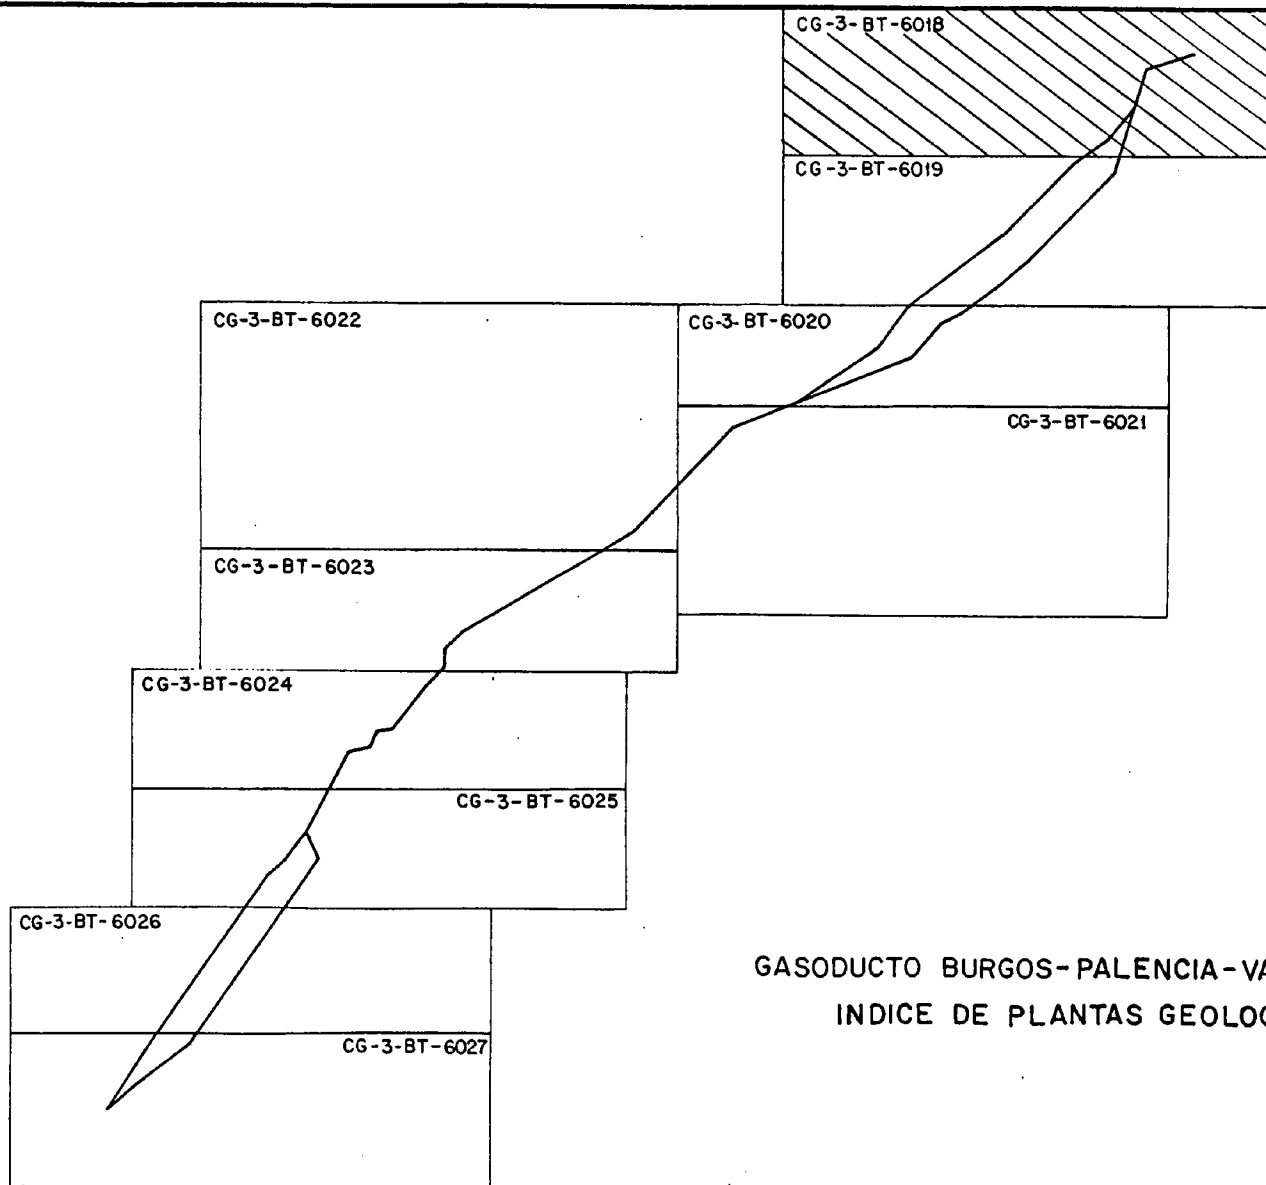 CG-3-BT-6018
CG-3-BT-6019
CG-3-BT-6022
CG-3-BT-6020
CG-3-BT-6021
CG-3-BT-6023
CG-3-BT-6024
CG-3-BT-6025
CG-3-BT-6026
GASODUCTO BURGOS-PALENCIA-VA
INDICE DE PLANTAS GEOLOG
CG-3-BT-6027